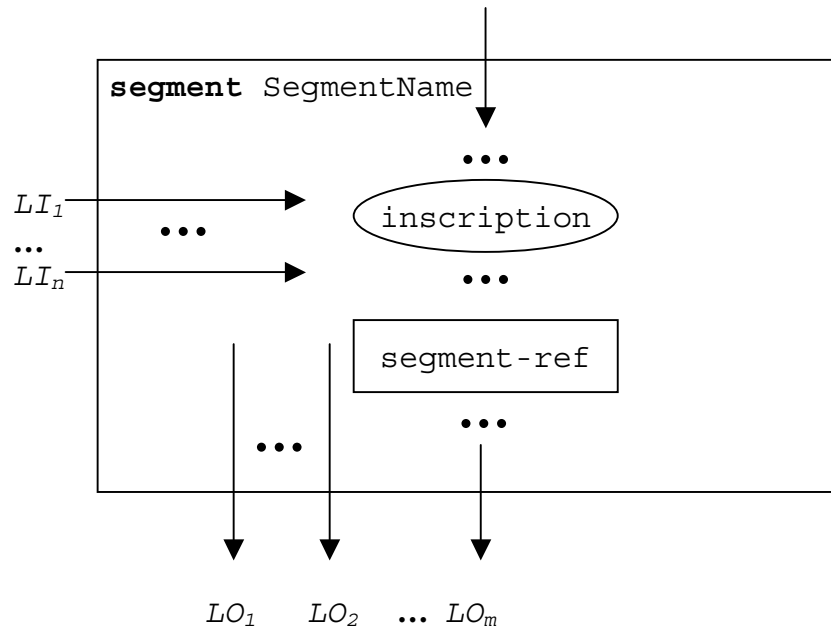 segment SegmentName
...
LI₁
inscription
...
...
LIₙ
...
segment-ref
...
...
LO₁ LO₂ ... LOₘ